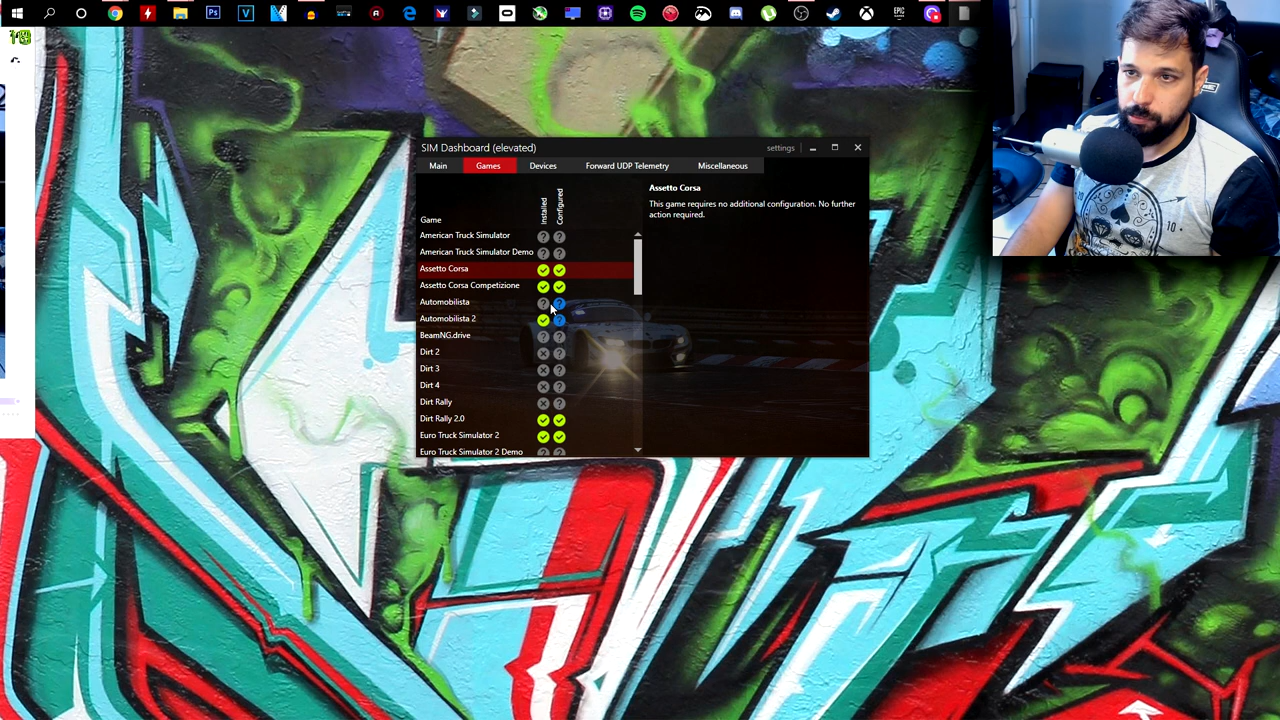 SIM Dashboard (elevated)
settings
Main
Games
Devices
Forward UDP Telemetry
Miscellaneous
Game
Installed
Configured
American Truck Simulator
American Truck Simulator Demo
Assetto Corsa
Assetto Corsa Competizione
Automobilista
Automobilista 2
BeamNG.drive
Dirt 2
Dirt 3
Dirt 4
Dirt Rally
Dirt Rally 2.0
Euro Truck Simulator 2
Euro Truck Simulator 2 Demo
Assetto Corsa
This game requires no additional configuration. No further
action required.